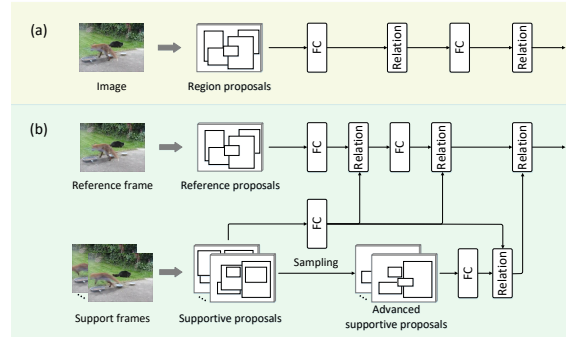 (a)
Image
Region proposals
FC
Relation
FC
Relation
(b)
Reference frame
Reference proposals
FC
Relation
FC
Relation
Relation
FC
Sampling
FC
Relation
Support frames
Supportive proposals
Advanced
supportive proposals